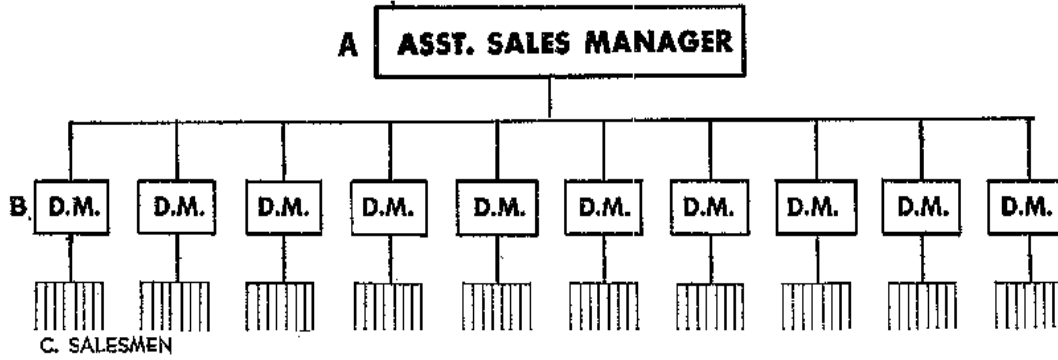 A ASST. SALES MANAGER
B. D.M. D.M. D.M. D.M. D.M. D.M. D.M. D.M. D.M. D.M.
C. SALESMEN